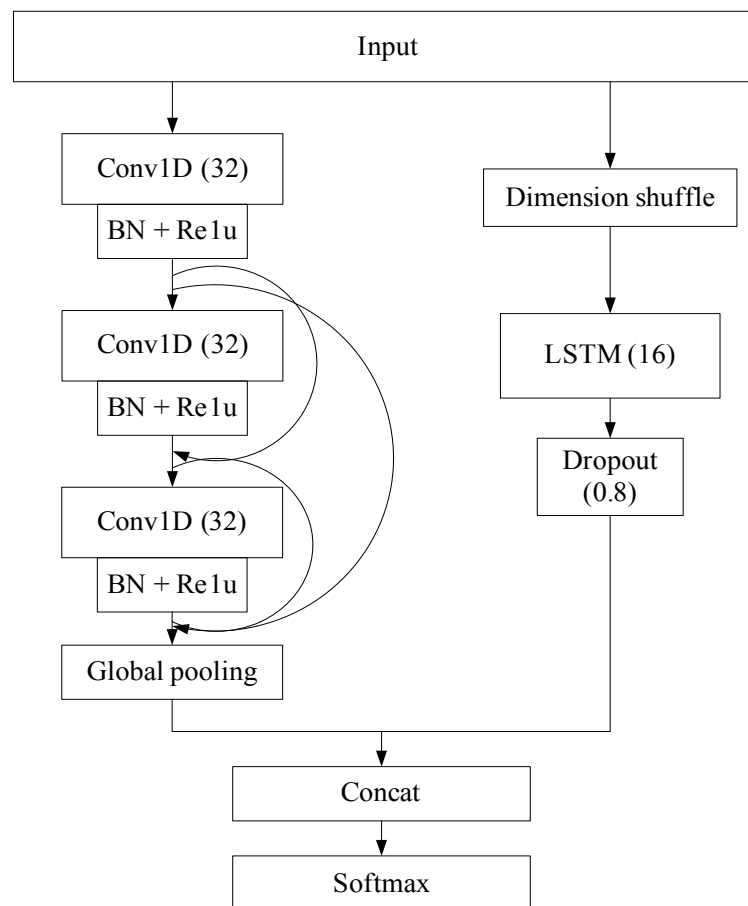 Input
Conv1D (32)
BN + Re1u
Conv1D (32)
BN + Re1u
Conv1D (32)
BN + Re1u
Global pooling
Dimension shuffle
LSTM (16)
Dropout
(0.8)
Concat
Softmax